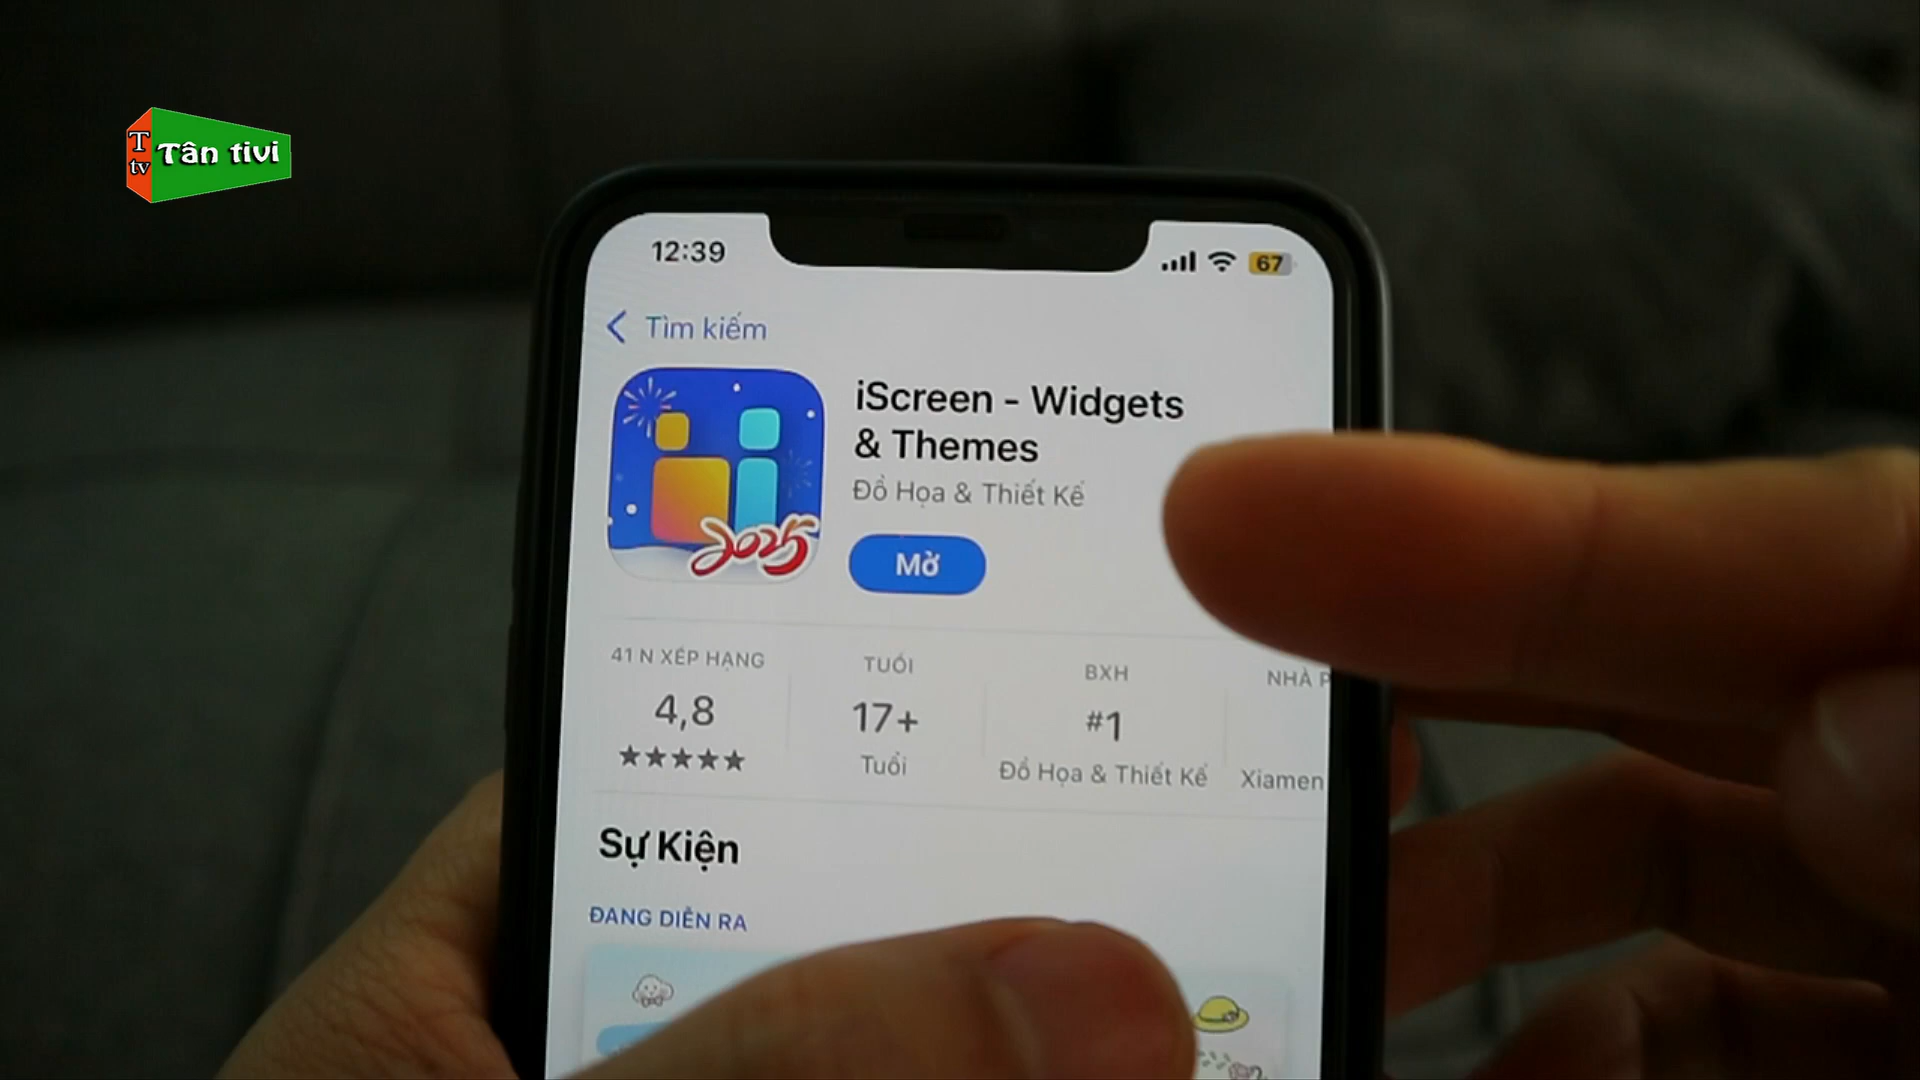 T
tv
Tân tivi
12:39
67
Tìm kiếm
iScreen - Widgets
& Themes
Đồ Họa & Thiết Kế
2025
Mở
41 N XẾP HẠNG
TUỔI
BXH
NHÀ P
4,8
17+
#1
★★★★★
Tuổi
Đồ Họa & Thiết Kế
Xiamen
Sự Kiện
ĐANG DIỄN RA